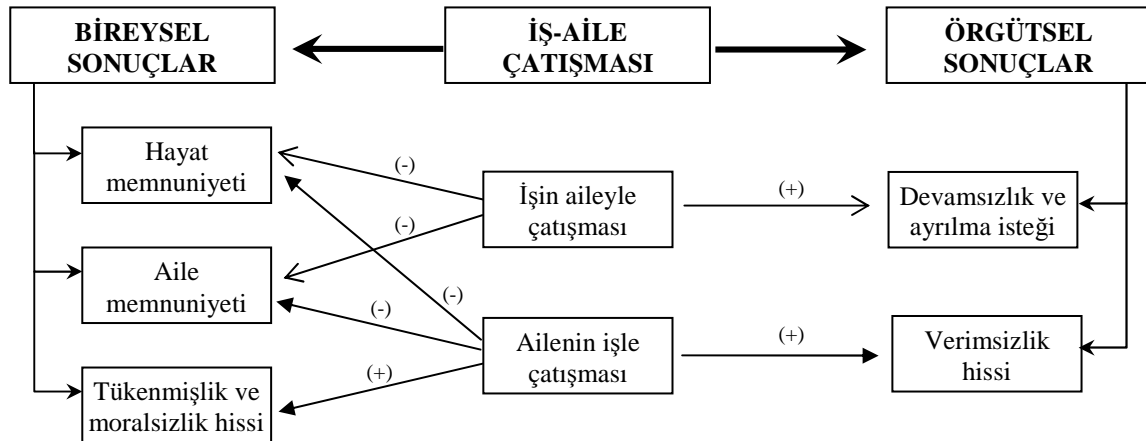 BİREYSEL
SONUÇLAR
İŞ-AİLE
ÇATIŞMASI
ÖRGÜTSEL
SONUÇLAR
Hayat
memnuniyeti
(-)
İşin aileyle
çatışması
(+)
Devamsızlık ve
ayrılma isteği
(-)
Aile
memnuniyeti
(-)
(-)
Ailenin işle
çatışması
(+)
Verimsizlik
hissi
(+)
Tükenmişlik ve
moralsizlik hissi